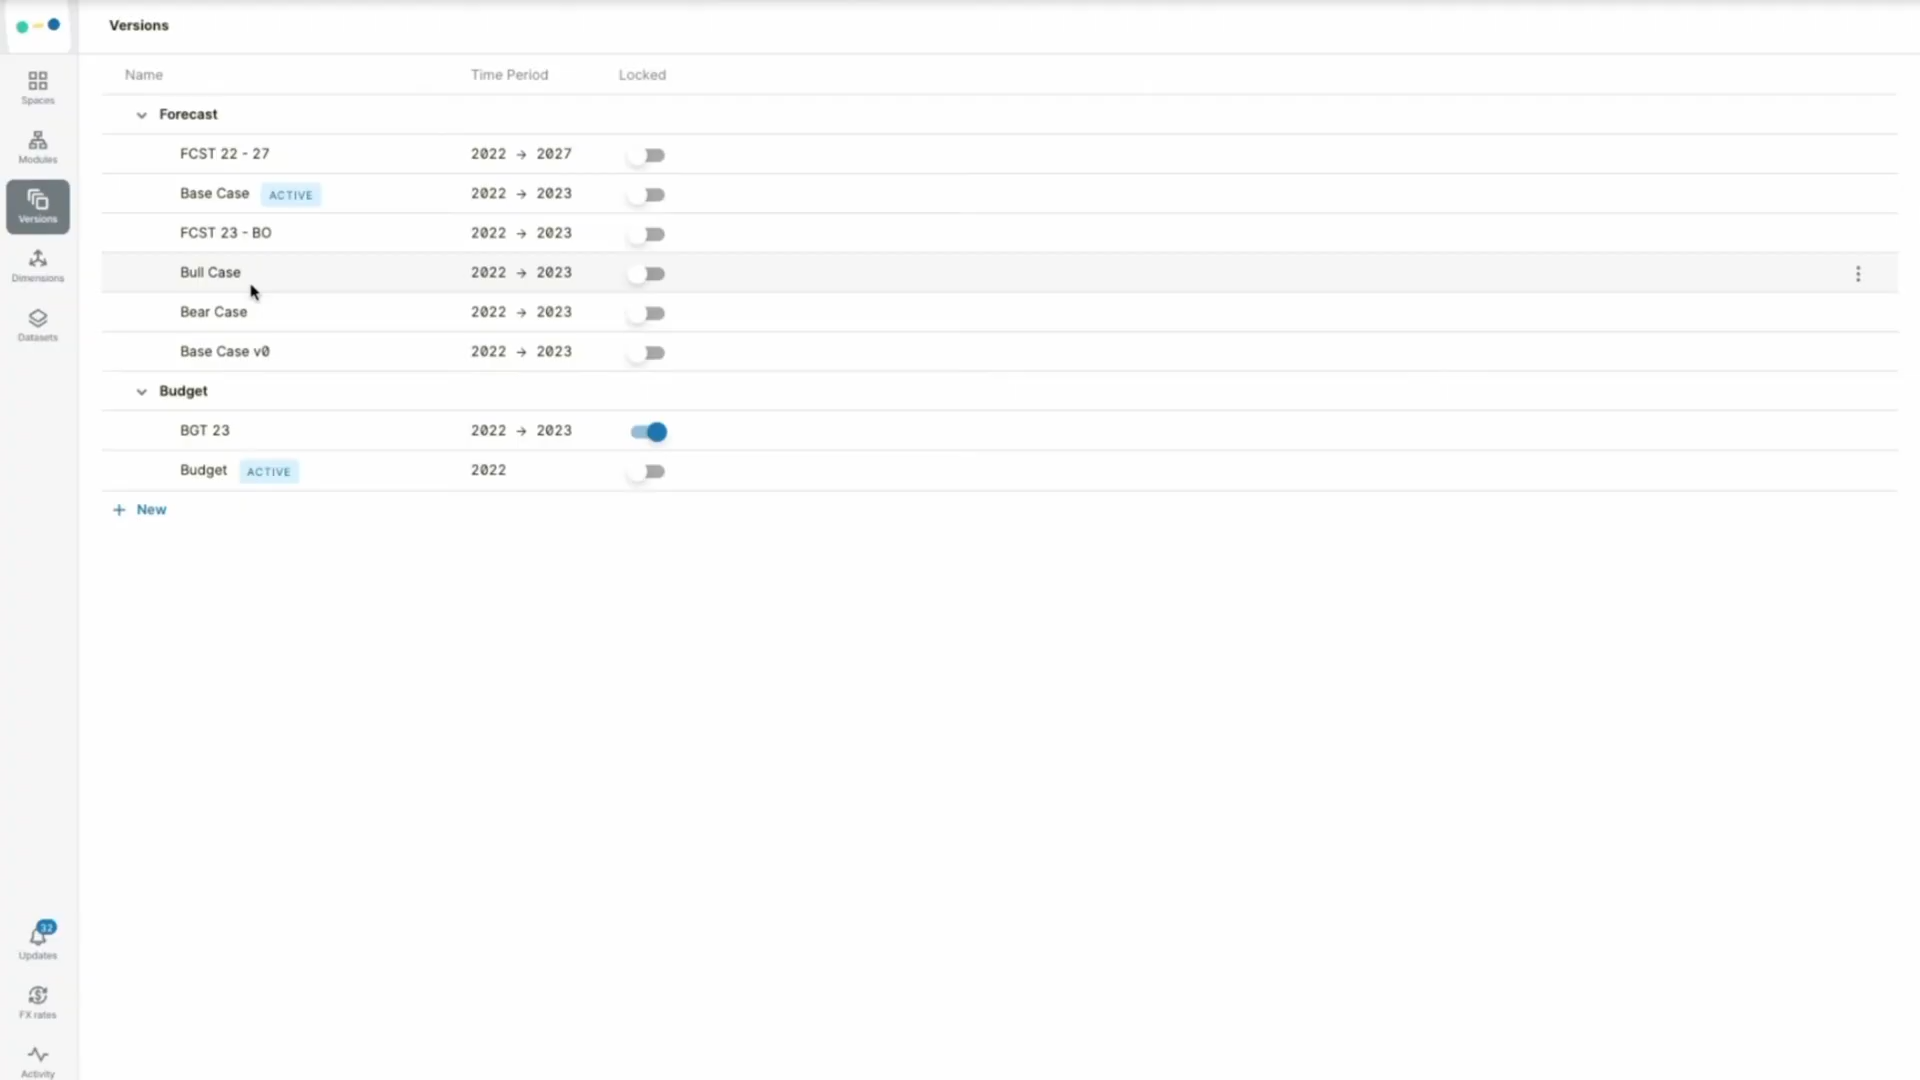 Versions
Name Time Period Locked
Forecast
FCST 22 - 27 2022 → 2027
Base Case ACTIVE 2022 → 2023
FCST 23 - BO 2022 → 2023
Bull Case 2022 → 2023
Bear Case 2022 → 2023
Base Case v0 2022 → 2023
Budget
BGT 23 2022 → 2023
Budget ACTIVE 2022
+ New
Spaces
Modules
Versions
Dimensions
Datasets
32
Updates
FX rates
Activity